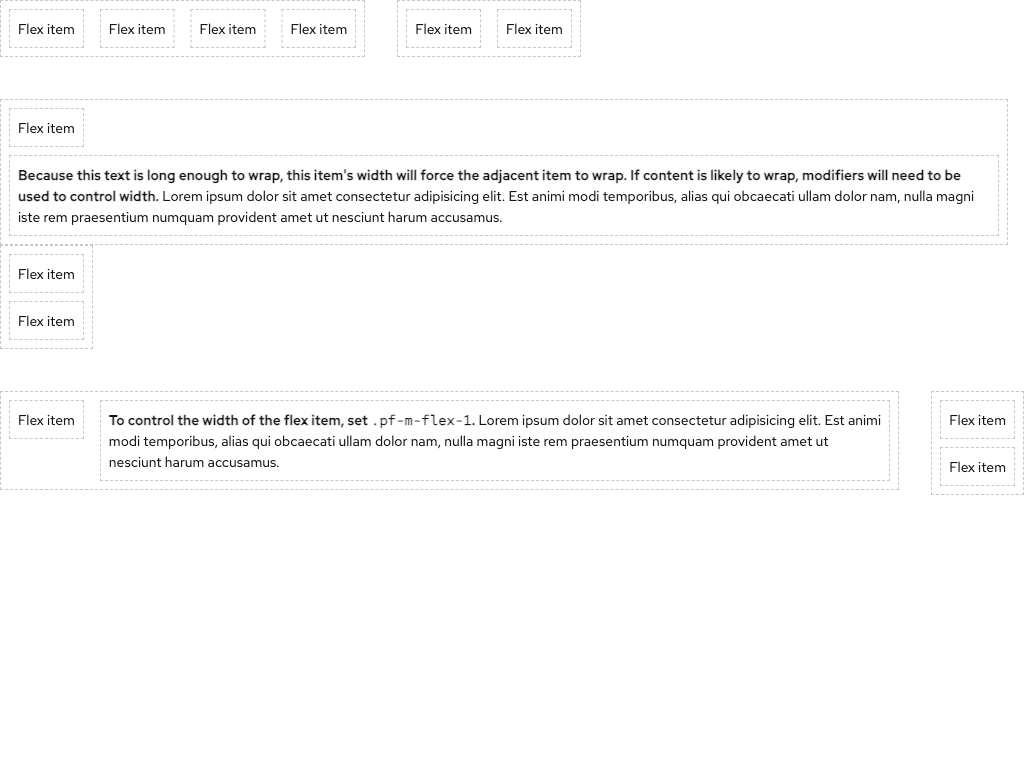 Flex item Flex item Flex item Flex item Flex item Flex item
Flex item
Because this text is long enough to wrap, this item's width will force the adjacent item to wrap. If content is likely to wrap, modifiers will need to be
used to control width. Lorem ipsum dolor sit amet consectetur adipisicing elit. Est animi modi temporibus, alias qui obcaecati ullam dolor nam, nulla magni
iste rem praesentium numquam provident amet ut nesciunt harum accusamus.
Flex item
Flex item
Flex item
To control the width of the flex item, set .pf-m-flex-1. Lorem ipsum dolor sit amet consectetur adipisicing elit. Est animi
modi temporibus, alias qui obcaecati ullam dolor nam, nulla magni iste rem praesentium numquam provident amet ut
nesciunt harum accusamus.
Flex item
Flex item